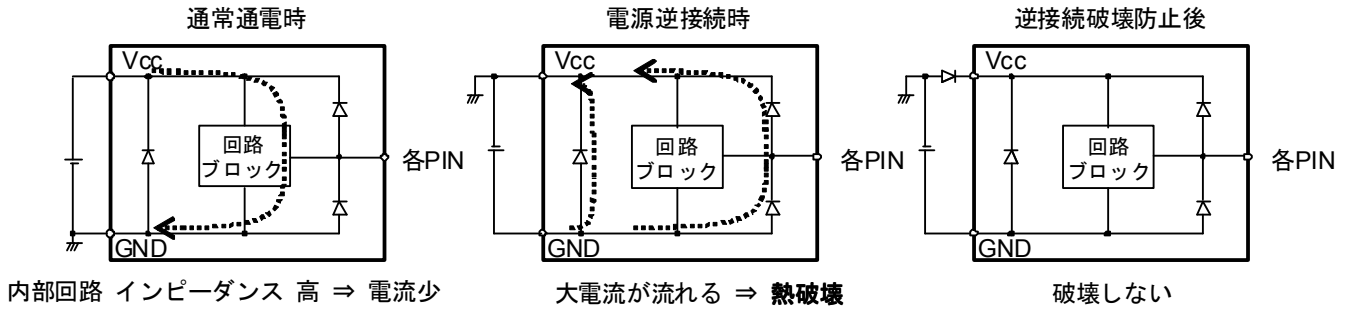 通常通電時
Vcc
回路
ブロック
各PIN
GND
内部回路 インピーダンス 高 ⇒ 電流少
電源逆接続時
Vcc
回路
ブロック
各PIN
GND
大電流が流れる ⇒ 熱破壊
逆接続破壊防止後
Vcc
回路
ブロック
各PIN
GND
破壊しない